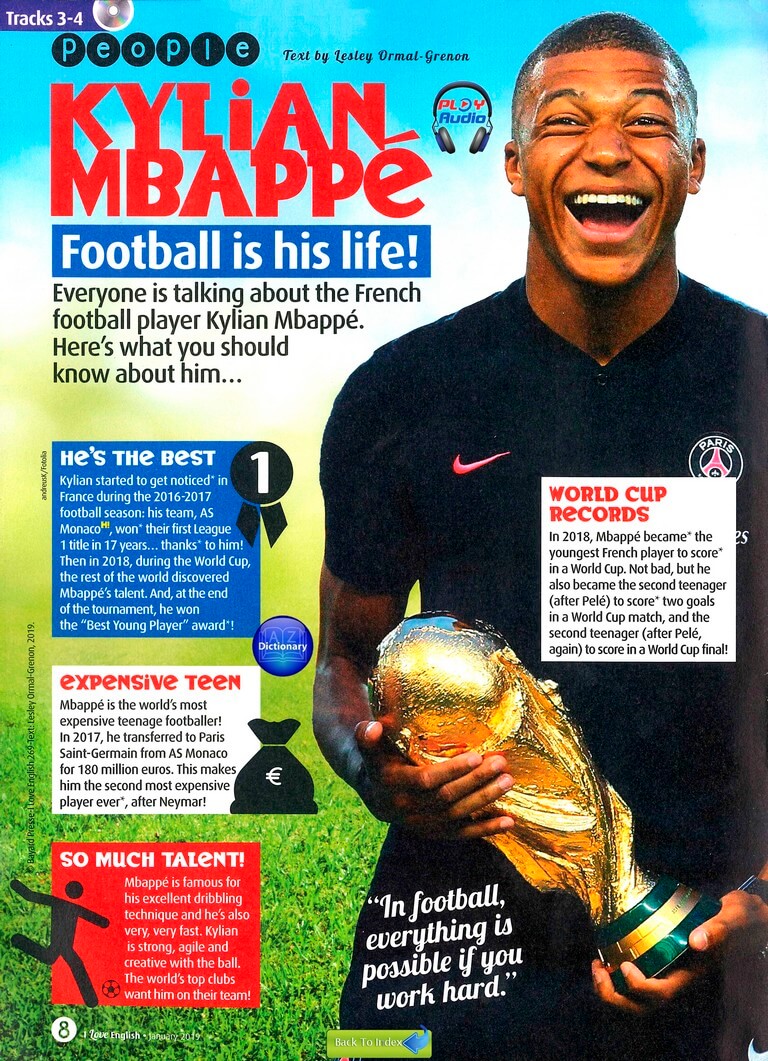 Tracks 3-4
people
Text by Lesley Ormal-Grenon
KYLiAN
MBAPPé
PLAY
Audio
Football is his life!
Everyone is talking about the French
football player Kylian Mbappé.
Here's what you should
know about him...
andreusK/Fotolia
He's the best
1
Kylian started to get noticed* in
France during the 2016-2017
football season: his team, AS
Monaco H!, won* their first League
1 title in 17 years... thanks* to him!
Then in 2018, during the World Cup,
the rest of the world discovered
Mbappé's talent. And, at the end
of the tournament, he won
the “Best Young Player” award*!
A Z
Dictionary
PARIS
World Cup
records
In 2018, Mbappé became* the
youngest French player to score*
in a World Cup. Not bad, but he
also became the second teenager
(after Pelé) to score* two goals
in a World Cup match, and the
second teenager (after Pelé,
again) to score in a World Cup final!
es
Expensive teen
Mbappé is the world's most
expensive teenage footballer!
In 2017, he transferred to Paris
Saint-Germain from AS Monaco
for 180 million euros. This makes
him the second most expensive
player ever*, after Neymar!
€
© Bayard Presse-I Love English 269-Text: Lesley Ormal-Grenon, 2019.
So much talent!
Mbappé is famous for
his excellent dribbling
technique and he's also
very, very fast. Kylian
is strong, agile and
creative with the ball.
The world's top clubs
want him on their team!
“In football,
everything is
possible if you
work hard.”
8 I Love English • January 2019
Back To Index